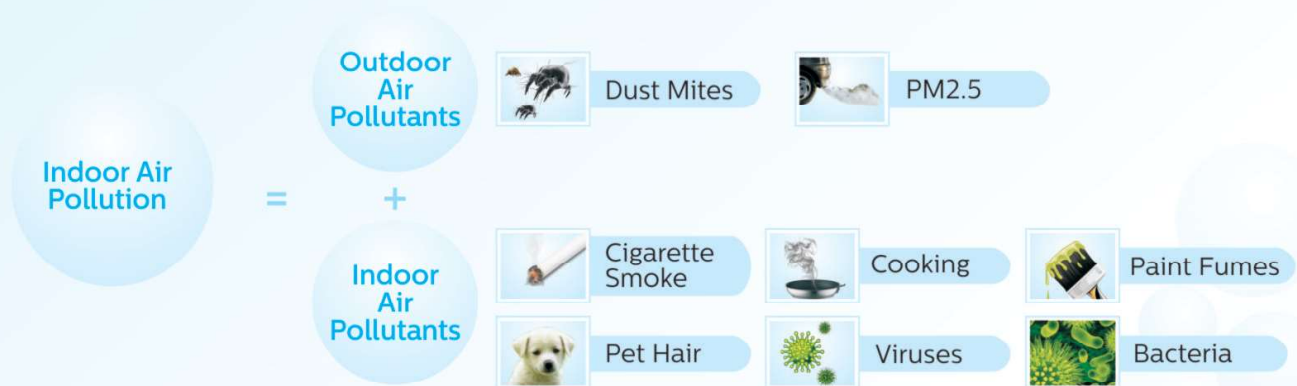 Indoor Air
Pollution
=
Outdoor
Air
Pollutants
+
Indoor
Air
Pollutants
Dust Mites
PM2.5
Cigarette
Smoke
Cooking
Paint Fumes
Pet Hair
Viruses
Bacteria